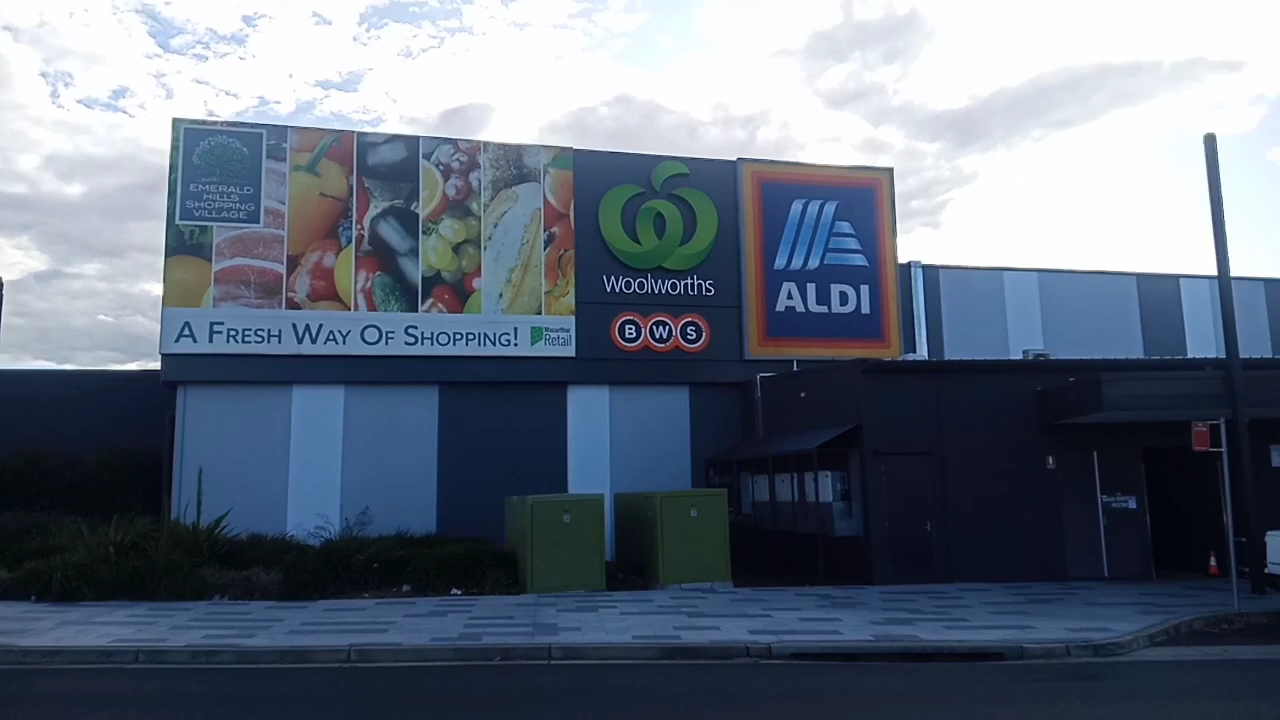 EMERALD
HILLS
SHOPPING
VILLAGE
A FRESH WAY OF SHOPPING!
Macarthur
Retail
Woolworths
BWS
ALDI